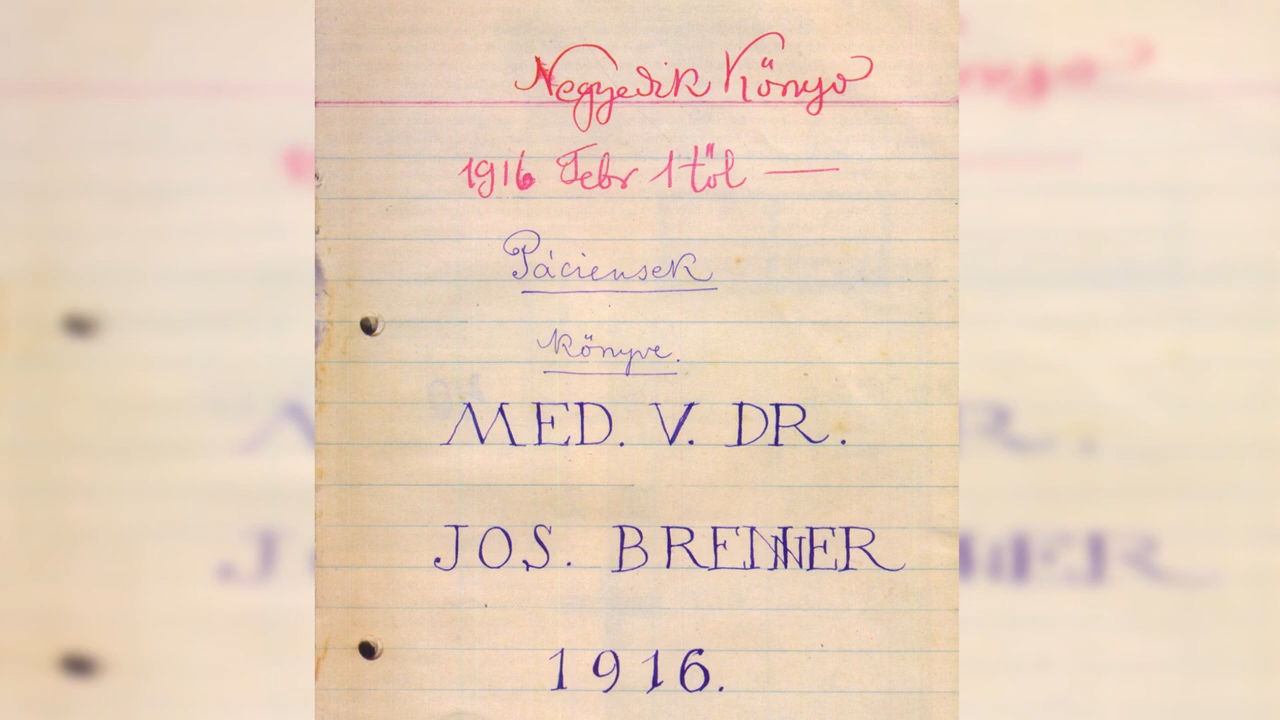 Negyedik Könyv
1916 Febr 1től —
Páciensek
könyve.
MED. V. DR.
JOS. BRENNER
1916.